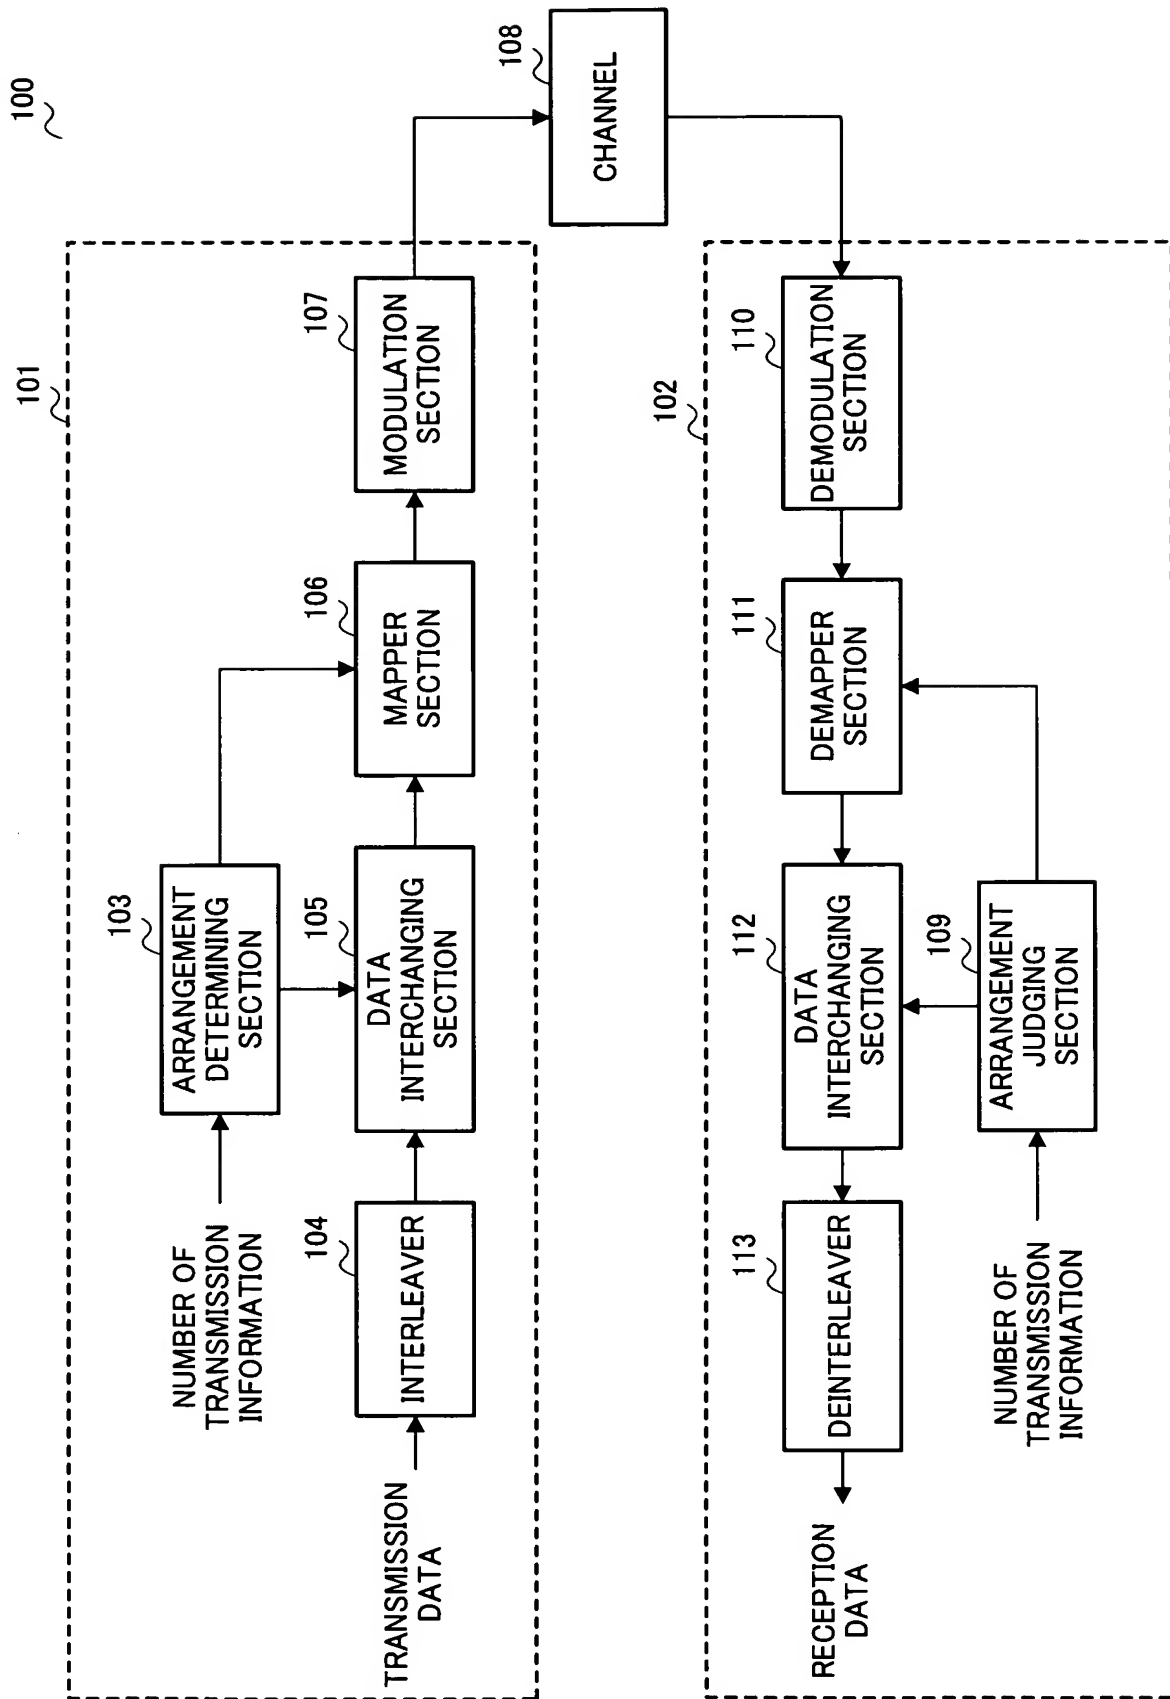 100
101
NUMBER OF
TRANSMISSION
INFORMATION
103
ARRANGEMENT
DETERMINING
SECTION
TRANSMISSION
DATA
104
INTERLEAVER
105
DATA
INTERCHANGING
SECTION
106
MAPPER
SECTION
107
MODULATION
SECTION
108
CHANNEL
102
RECEPTION
DATA
113
DEINTERLEAVER
112
DATA
INTERCHANGING
SECTION
111
DEMAPPER
SECTION
110
DEMODULATION
SECTION
NUMBER OF
TRANSMISSION
INFORMATION
109
ARRANGEMENT
JUDGING
SECTION